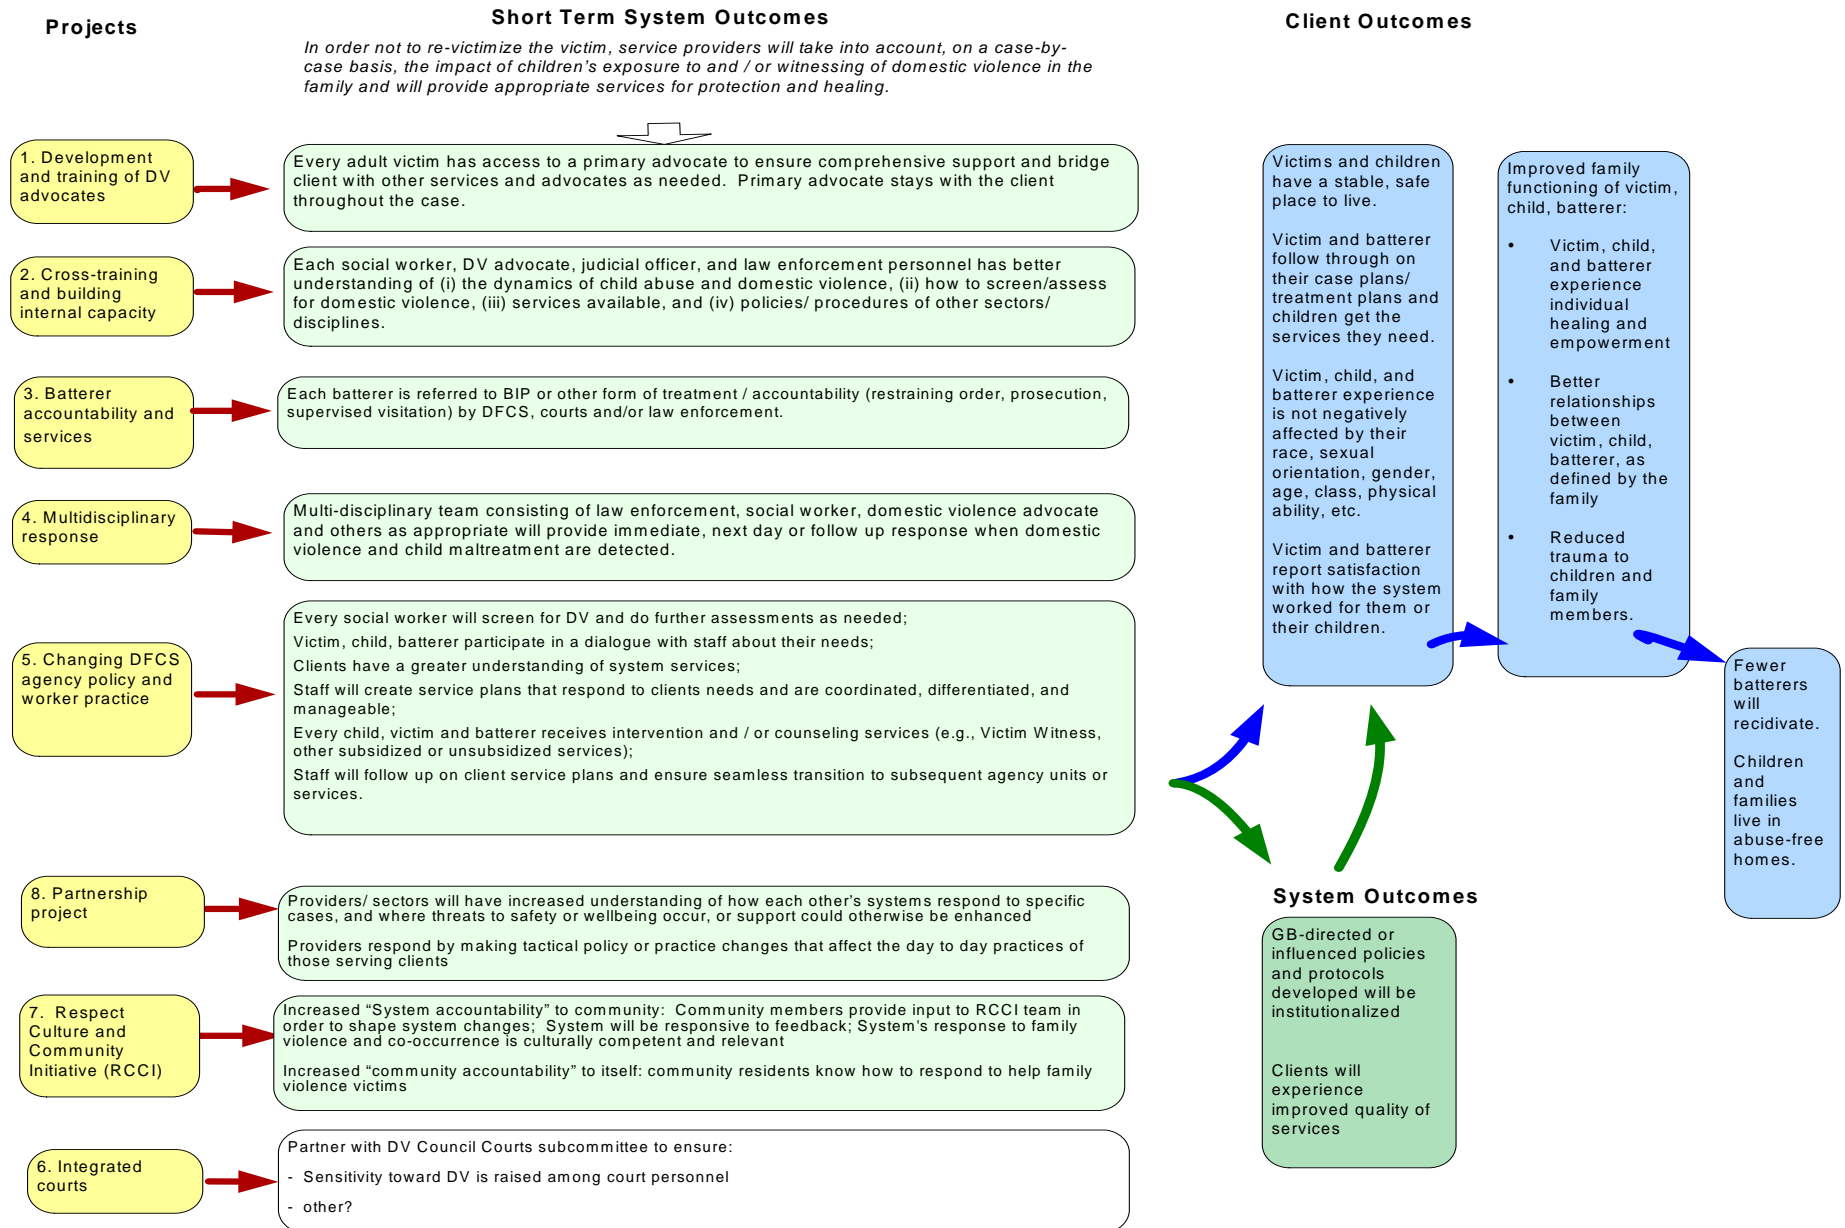 Projects
Short Term System Outcomes
Client Outcomes
In order not to re-victimize the victim, service providers will take into account, on a case-by-
case basis, the impact of children's exposure to and / or witnessing of domestic violence in the
family and will provide appropriate services for protection and healing.
1. Development
and training of DV
advocates
Every adult victim has access to a primary advocate to ensure comprehensive support and bridge
client with other services and advocates as needed.  Primary advocate stays with the client
throughout the case.
2. Cross-training
and building
internal capacity
Each social worker, DV advocate, judicial officer, and law enforcement personnel has better
understanding of (i) the dynamics of child abuse and domestic violence, (ii) how to screen/assess
for domestic violence, (iii) services available, and (iv) policies/ procedures of other sectors/
disciplines.
3. Batterer
accountability and
services
Each batterer is referred to BIP or other form of treatment / accountability (restraining order, prosecution,
supervised visitation) by DFCS, courts and/or law enforcement.
4. Multidisciplinary
response
Multi-disciplinary team consisting of law enforcement, social worker, domestic violence advocate
and others as appropriate will provide immediate, next day or follow up response when domestic
violence and child maltreatment are detected.
5. Changing DFCS
agency policy and
worker practice
Every social worker will screen for DV and do further assessments as needed;
Victim, child, batterer participate in a dialogue with staff about their needs;
Clients have a greater understanding of system services;
Staff will create service plans that respond to clients needs and are coordinated, differentiated, and
manageable;
Every child, victim and batterer receives intervention and / or counseling services (e.g., Victim Witness,
other subsidized or unsubsidized services);
Staff will follow up on client service plans and ensure seamless transition to subsequent agency units or
services.
8. Partnership
project
Providers/ sectors will have increased understanding of how each other's systems respond to specific
cases, and where threats to safety or wellbeing occur, or support could otherwise be enhanced
Providers respond by making tactical policy or practice changes that affect the day to day practices of
those serving clients
7.  Respect
Culture and
Community
Initiative (RCCI)
Increased “System accountability” to community:  Community members provide input to RCCI team in
order to shape system changes;  System will be responsive to feedback; System's response to family
violence and co-occurrence is culturally competent and relevant
Increased “community accountability” to itself: community residents know how to respond to help family
violence victims
6. Integrated
courts
Partner with DV Council Courts subcommittee to ensure:
-  Sensitivity toward DV is raised among court personnel
-  other?
Victims and children
have a stable, safe
place to live.
Victim and batterer
follow through on
their case plans/
treatment plans and
children get the
services they need.
Victim, child, and
batterer experience
is not negatively
affected by their
race, sexual
orientation, gender,
age, class, physical
ability, etc.
Victim and batterer
report satisfaction
with how the system
worked for them or
their children.
Improved family
functioning of victim,
child, batterer:
• Victim, child,
and batterer
experience
individual
healing and
empowerment
• Better
relationships
between
victim, child,
batterer, as
defined by the
family
• Reduced
trauma to
children and
family
members.
Fewer
batterers
will
recidivate.
Children
and
families
live in
abuse-free
homes.
System Outcomes
GB-directed or
influenced policies
and protocols
developed will be
institutionalized
Clients will
experience
improved quality of
services